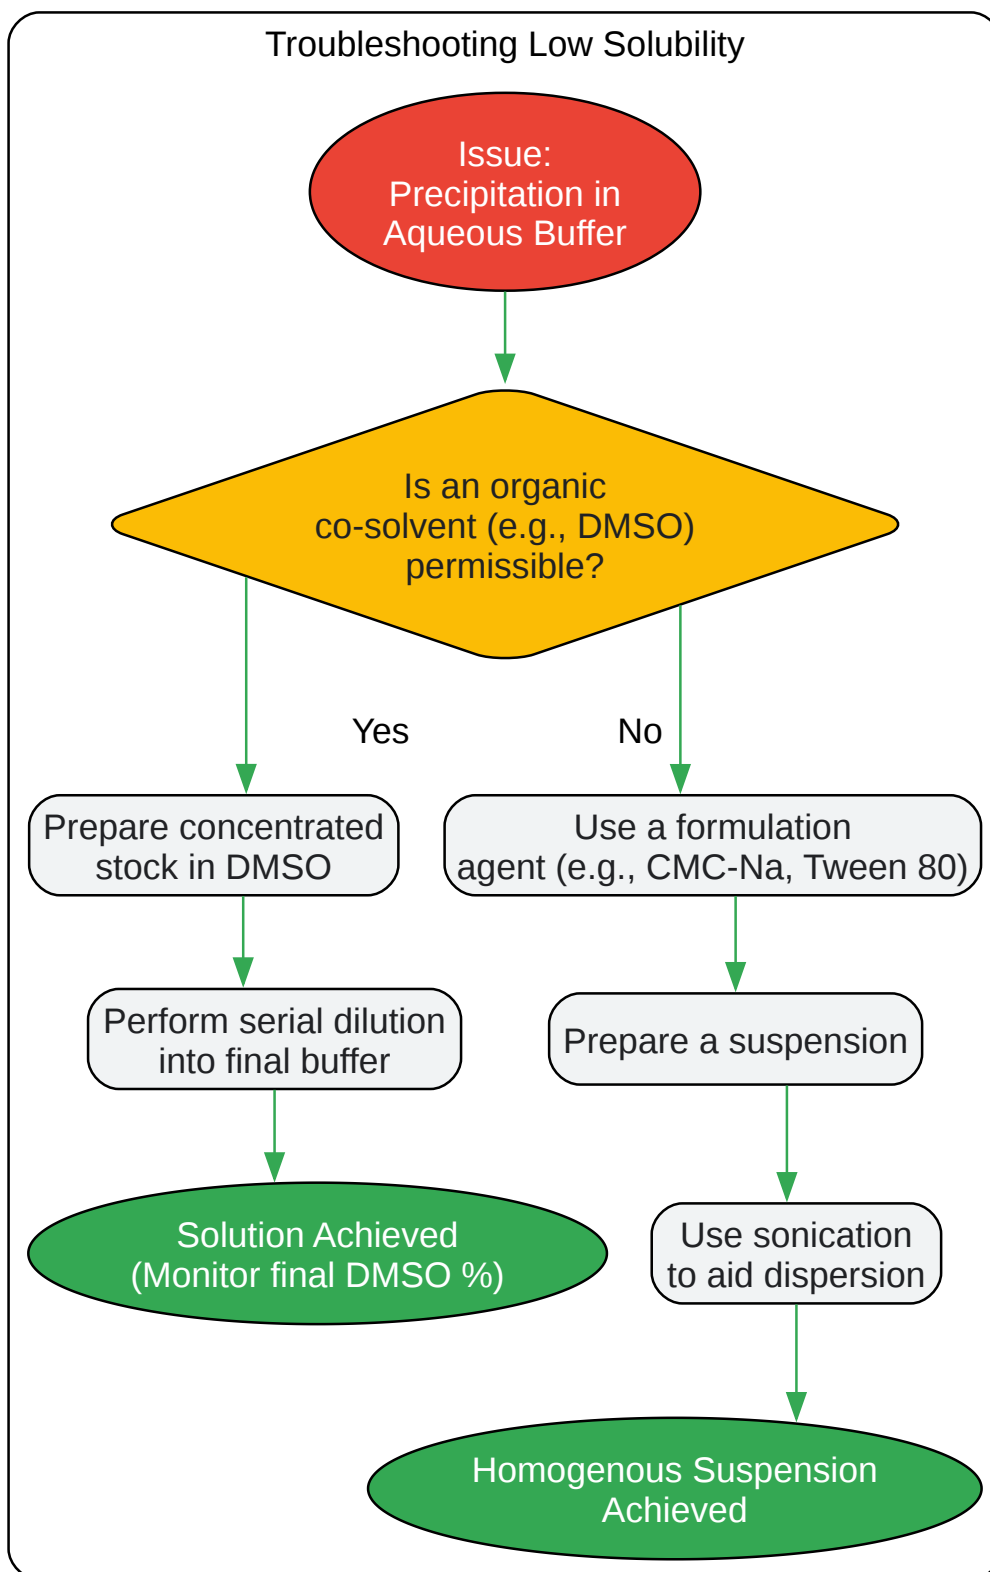 Troubleshooting Low Solubility
Issue:
Precipitation in
Aqueous Buffer
Is an organic
co-solvent (e.g., DMSO)
permissible?
Yes
No
Prepare concentrated
stock in DMSO
Use a formulation
agent (e.g., CMC-Na, Tween 80)
Perform serial dilution
into final buffer
Prepare a suspension
Solution Achieved
(Monitor final DMSO %)
Use sonication
to aid dispersion
Homogenous Suspension
Achieved